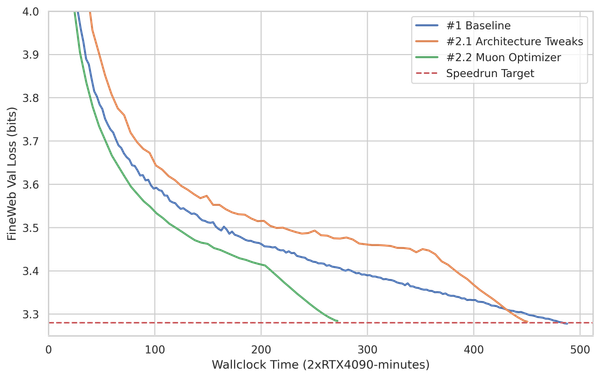 4.0
3.9
3.8
3.7
3.6
3.5
3.4
3.3
FineWeb Val Loss (bits)
#1 Baseline
#2.1 Architecture Tweaks
#2.2 Muon Optimizer
Speedrun Target
0 100 200 300 400 500
Wallclock Time (2xRTX4090-minutes)